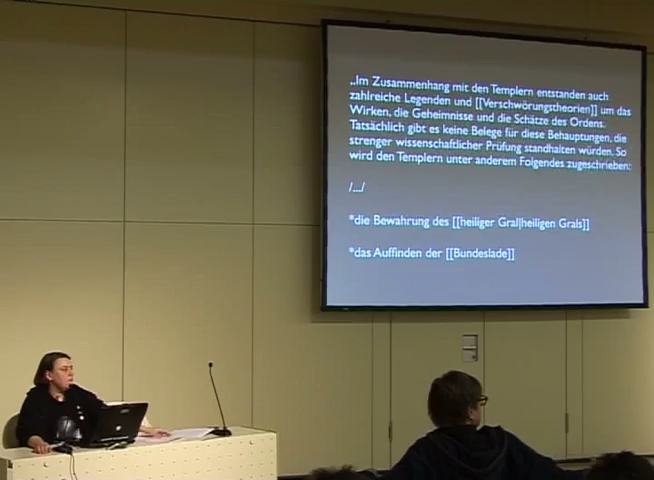 „Im Zusammenhang mit den Templern entstanden auch
zahlreiche Legenden und [[Verschwörungstheorien]] um das
Wirken, die Geheimnisse und die Schätze des Ordens.
Tatsächlich gibt es keine Belege für diese Behauptungen, die
strenger wissenschaftlicher Prüfung standhalten würden. So
wird den Templern unter anderem Folgendes zugeschrieben:
/.../
*die Bewahrung des [[heiliger Gral|heiligen Grals]]
*das Auffinden der [[Bundeslade]]